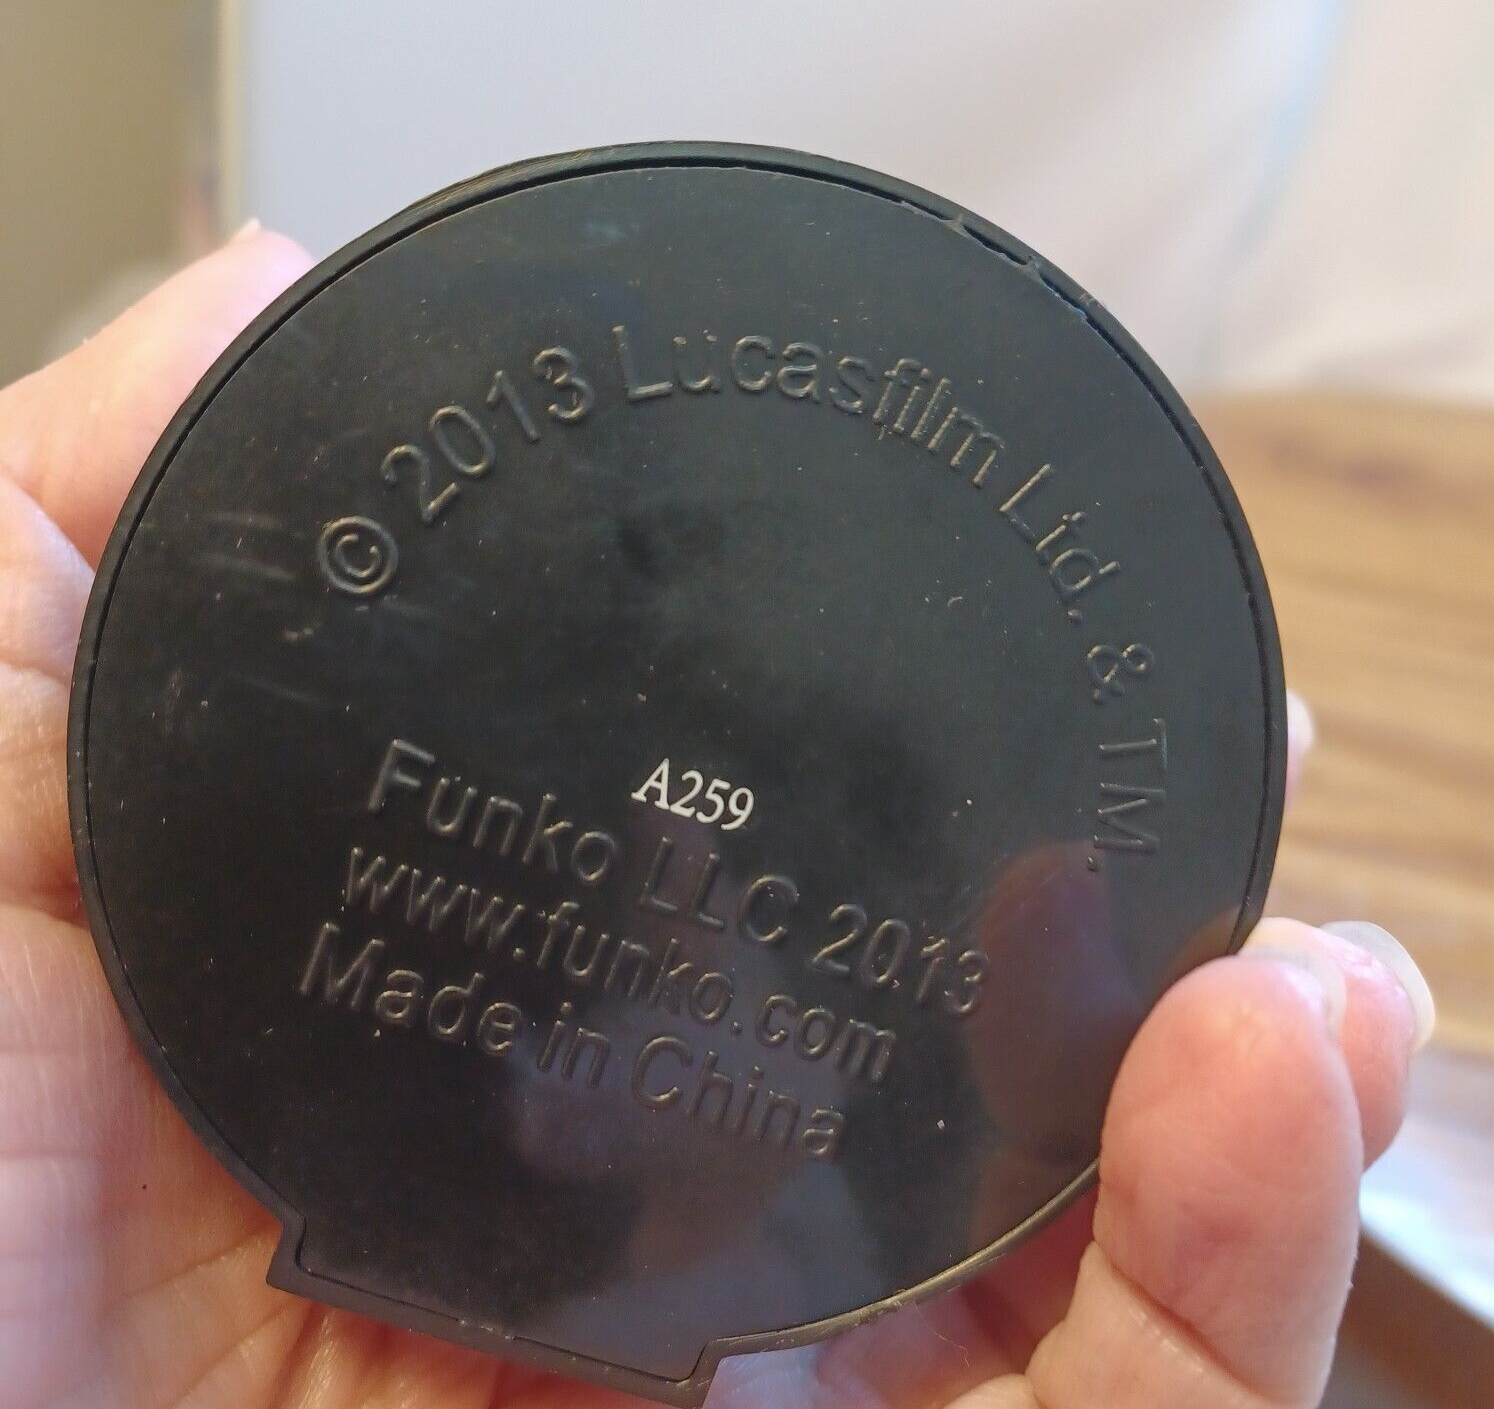 © 2013 Lucasfilm Ltd. & TM.
A259
Funko LLC 2013
www.funko.com
Made in China